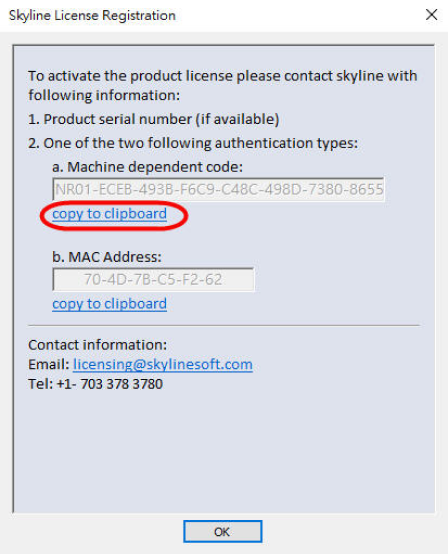 Skyline License Registration
To activate the product license please contact skyline with
following information:
1. Product serial number (if available)
2. One of the two following authentication types:
a. Machine dependent code:
NR01-ECEB-493B-F6C9-C48C-498D-7380-8655
copy to clipboard
b. MAC Address:
70-4D-7B-C5-F2-62
copy to clipboard
Contact information:
Email: licensing@skylinesoft.com
Tel: +1- 703 378 3780
OK